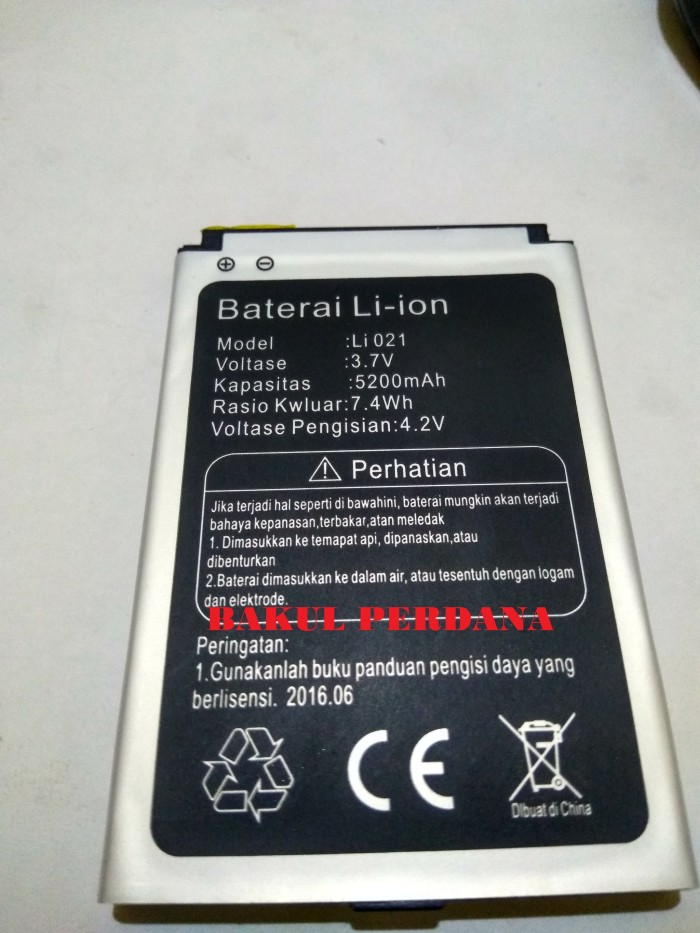 Baterai Li-ion
Model :Li 021
Voltase :3.7V
Kapasitas :5200mAh
Rasio Kwluar:7.4Wh
Voltase Pengisian:4.2V
Perhatian
Jika terjadi hal seperti di bawahini, baterai mungkin akan terjadi
bahaya kepanasan,terbakar,atan meledak
1. Dimasukkan ke temapat api, dipanaskan,atau
dibenturkan
2.Baterai dimasukkan ke dalam air, atau tesentuh dengan logam
dan elektrode.
BAKUL PERDANA
Peringatan:
1.Gunakanlah buku panduan pengisi daya yang
berlisensi. 2016.06
CE
DIbuat di China